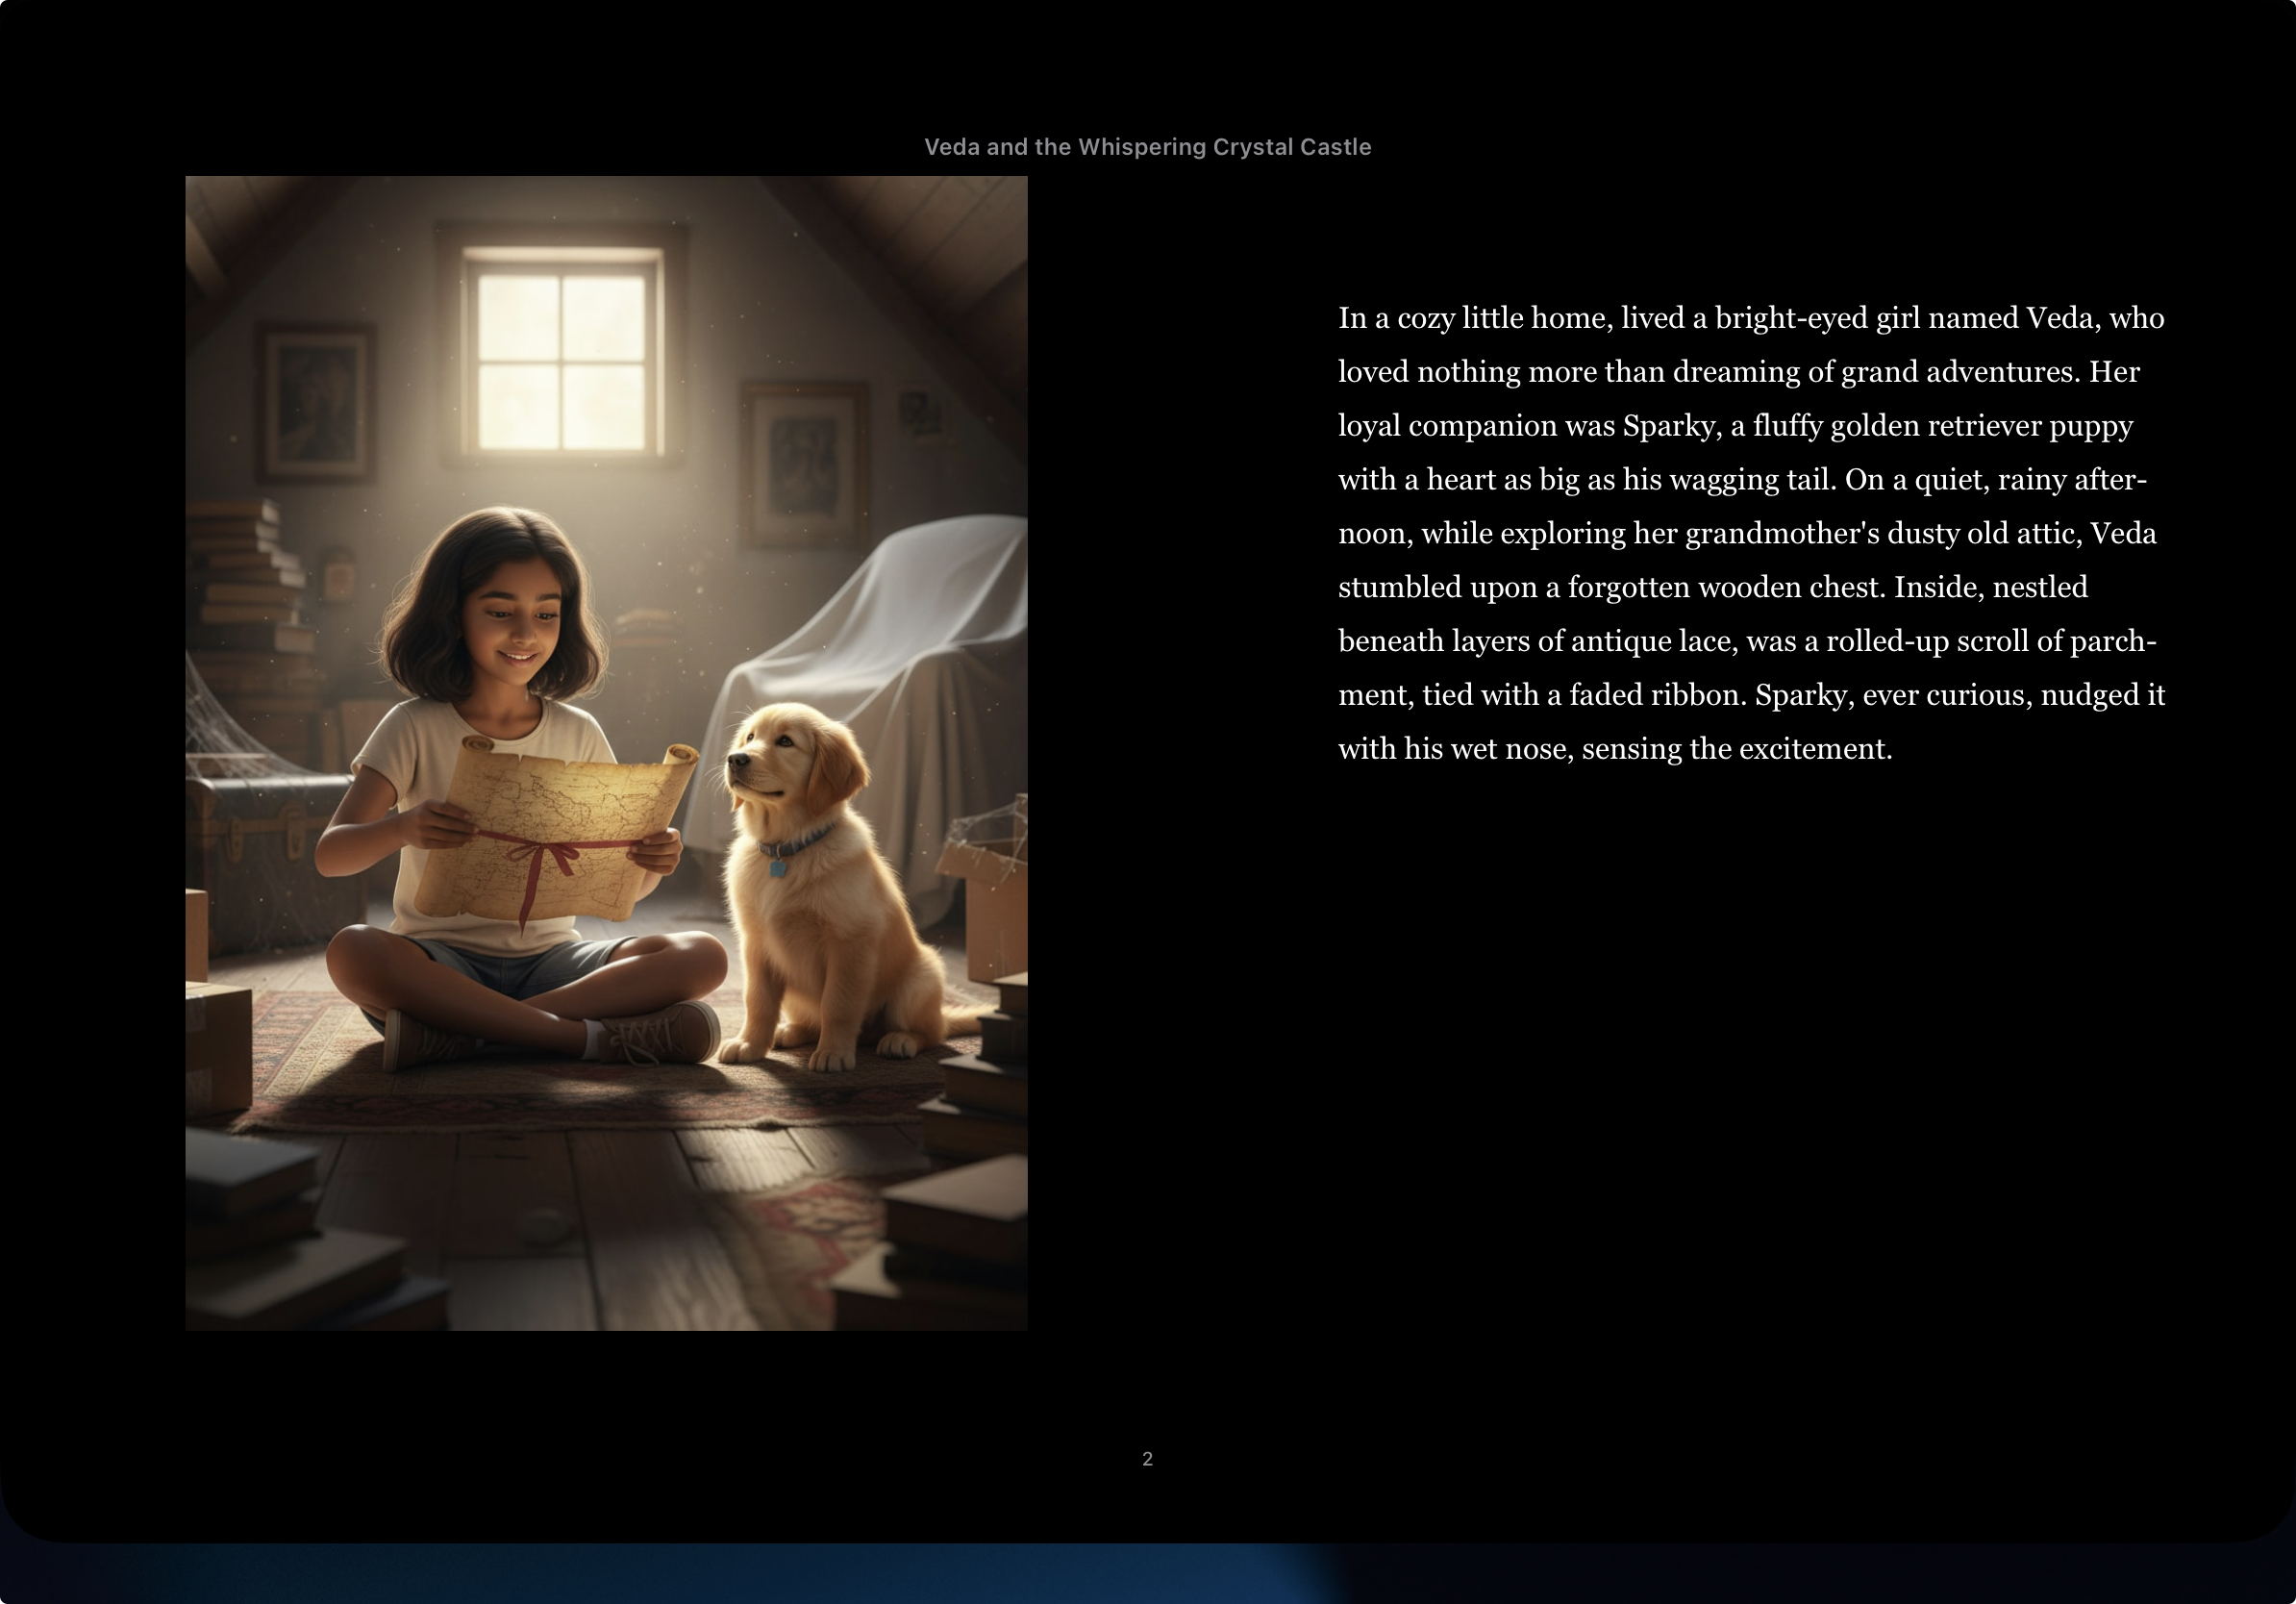 Veda and the Whispering Crystal Castle
In a cozy little home, lived a bright-eyed girl named Veda, who
loved nothing more than dreaming of grand adventures. Her
loyal companion was Sparky, a fluffy golden retriever puppy
with a heart as big as his wagging tail. On a quiet, rainy after-
noon, while exploring her grandmother's dusty old attic, Veda
stumbled upon a forgotten wooden chest. Inside, nestled
beneath layers of antique lace, was a rolled-up scroll of parch-
ment, tied with a faded ribbon. Sparky, ever curious, nudged it
with his wet nose, sensing the excitement.
2